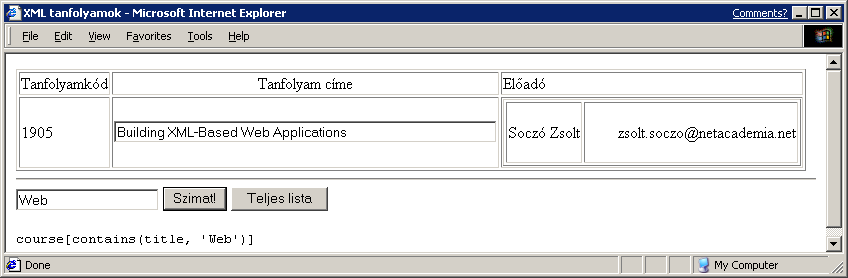 XML tanfolyamok - Microsoft Internet Explorer Comments?
File Edit View Favorites Tools Help
Tanfolyamkód Tanfolyam címe Előadó
1905 Building XML-Based Web Applications Soczó Zsolt zsolt.soczo@netacademia.net
Web Szimat! Teljes lista
course[contains(title, 'Web')]
Done My Computer